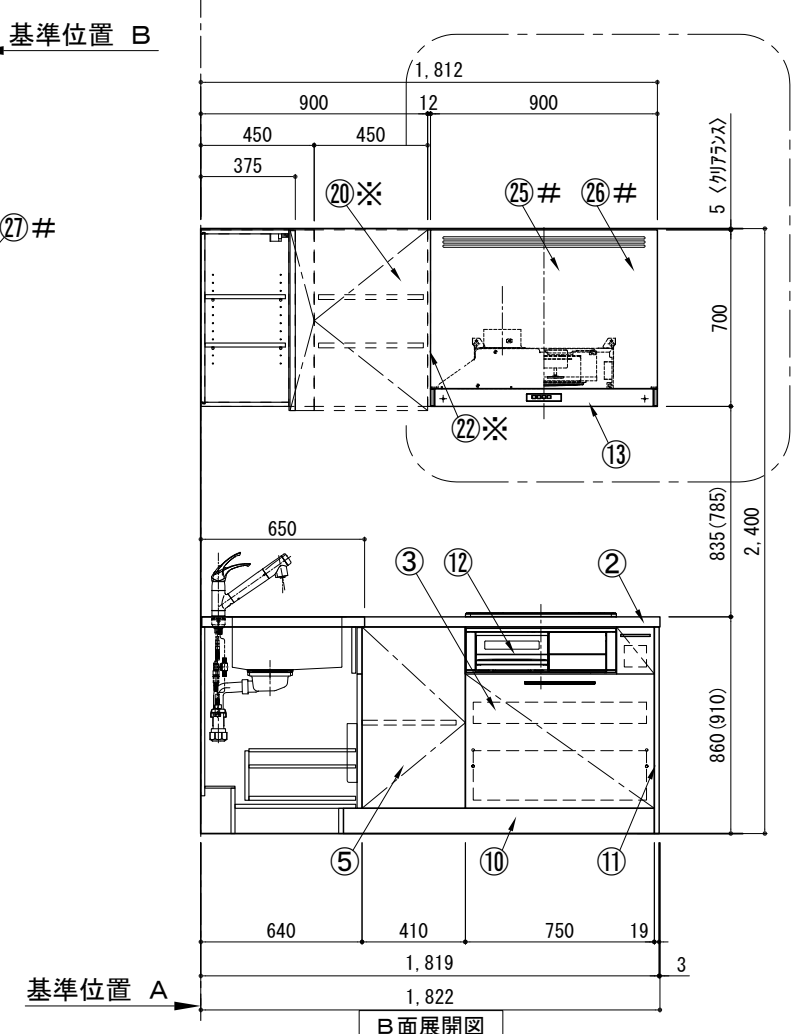 基準位置 B
1,812
900 12 900
450 450
375
5 〈クリアランス〉
⑳※ ㉕# ㉖#
㉗#
700
㉒※ ⑬
835(785)
2,400
650
③ ⑫ ②
860(910)
⑤ ⑩ ⑪
640 410 750 19
1,819 3
基準位置 A
1,822
B面展開図